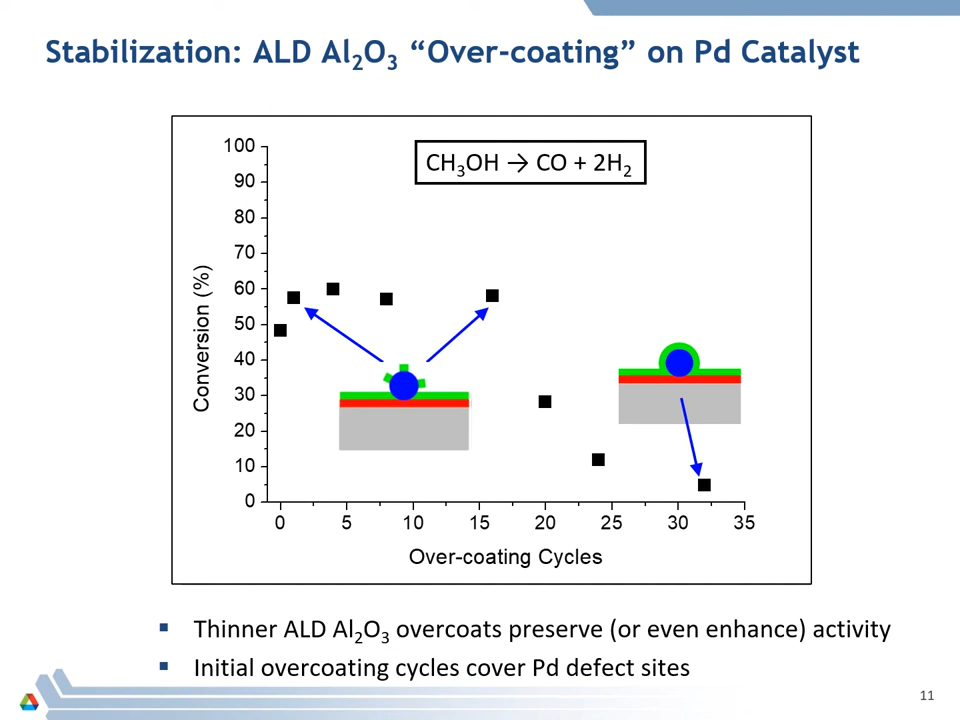 Stabilization: ALD Al₂O₃ “Over-coating” on Pd Catalyst
CH₃OH → CO + 2H₂
Conversion (%)
100
90
80
70
60
50
40
30
20
10
0
0 5 10 15 20 25 30 35
Over-coating Cycles
▪ Thinner ALD Al₂O₃ overcoats preserve (or even enhance) activity
▪ Initial overcoating cycles cover Pd defect sites
11